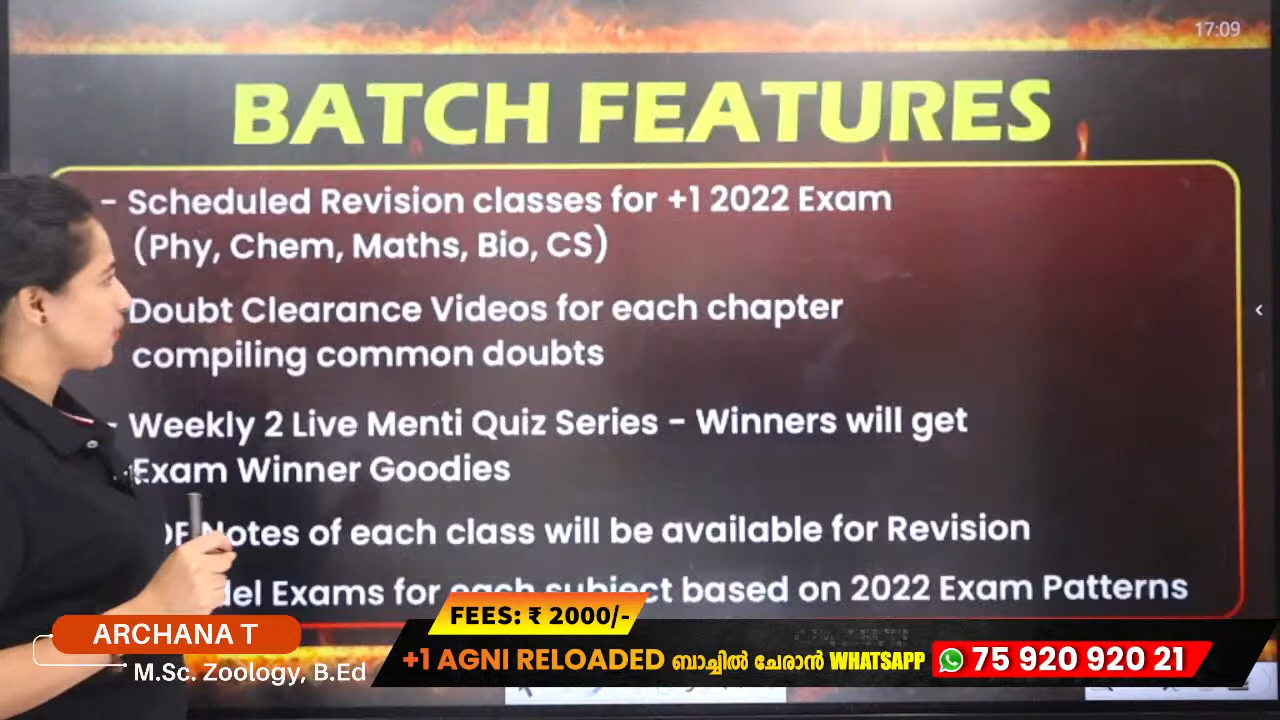 17:09
BATCH FEATURES
- Scheduled Revision classes for +1 2022 Exam
(Phy, Chem, Maths, Bio, CS)
Doubt Clearance Videos for each chapter
compiling common doubts
- Weekly 2 Live Menti Quiz Series - Winners will get
Exam Winner Goodies
Notes of each class will be available for Revision
Exams for each subject based on 2022 Exam Patterns
FEES: ₹ 2000/-
ARCHANA T
M.Sc. Zoology, B.Ed
+1 AGNI RELOADED ബാച്ചിൽ ചേരാൻ WHATSAPP 75 920 920 21